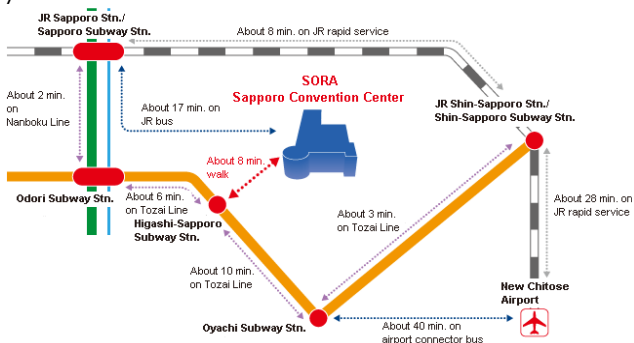 JR Sapporo Stn./
Sapporo Subway Stn.
About 8 min. on JR rapid service
About 2 min.
on
Nanboku Line
About 17 min. on
JR bus
SORA
Sapporo Convention Center
JR Shin-Sapporo Stn./
Shin-Sapporo Subway Stn.
About 8 min.
walk
Odori Subway Stn.
About 6 min.
on Tozai Line
Higashi-Sapporo
Subway Stn.
About 3 min.
on Tozai Line
About 28 min. on
JR rapid service
About 10 min.
on Tozai Line
New Chitose
Airport
Oyachi Subway Stn.
About 40 min. on
airport connector bus